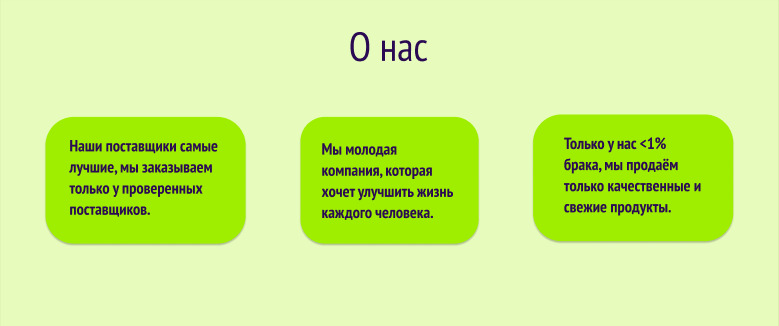 О нас
Наши поставщики самые
лучшие, мы заказываем
только у проверенных
поставщиков.
Мы молодая
компания, которая
хочет улучшить жизнь
каждого человека.
Только у нас <1%
брака, мы продаём
только качественные и
свежие продукты.